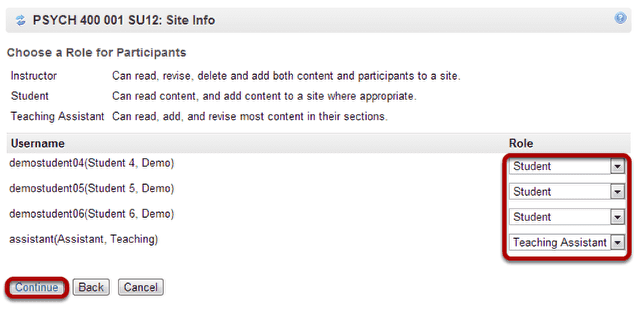 PSYCH 400 001 SU12: Site Info
Choose a Role for Participants
Instructor Can read, revise, delete and add both content and participants to a site.
Student Can read content, and add content to a site where appropriate.
Teaching Assistant Can read, add, and revise most content in their sections.
Username Role
demostudent04(Student 4, Demo) Student
demostudent05(Student 5, Demo) Student
demostudent06(Student 6, Demo) Student
assistant(Assistant, Teaching) Teaching Assistant
Continue Back Cancel